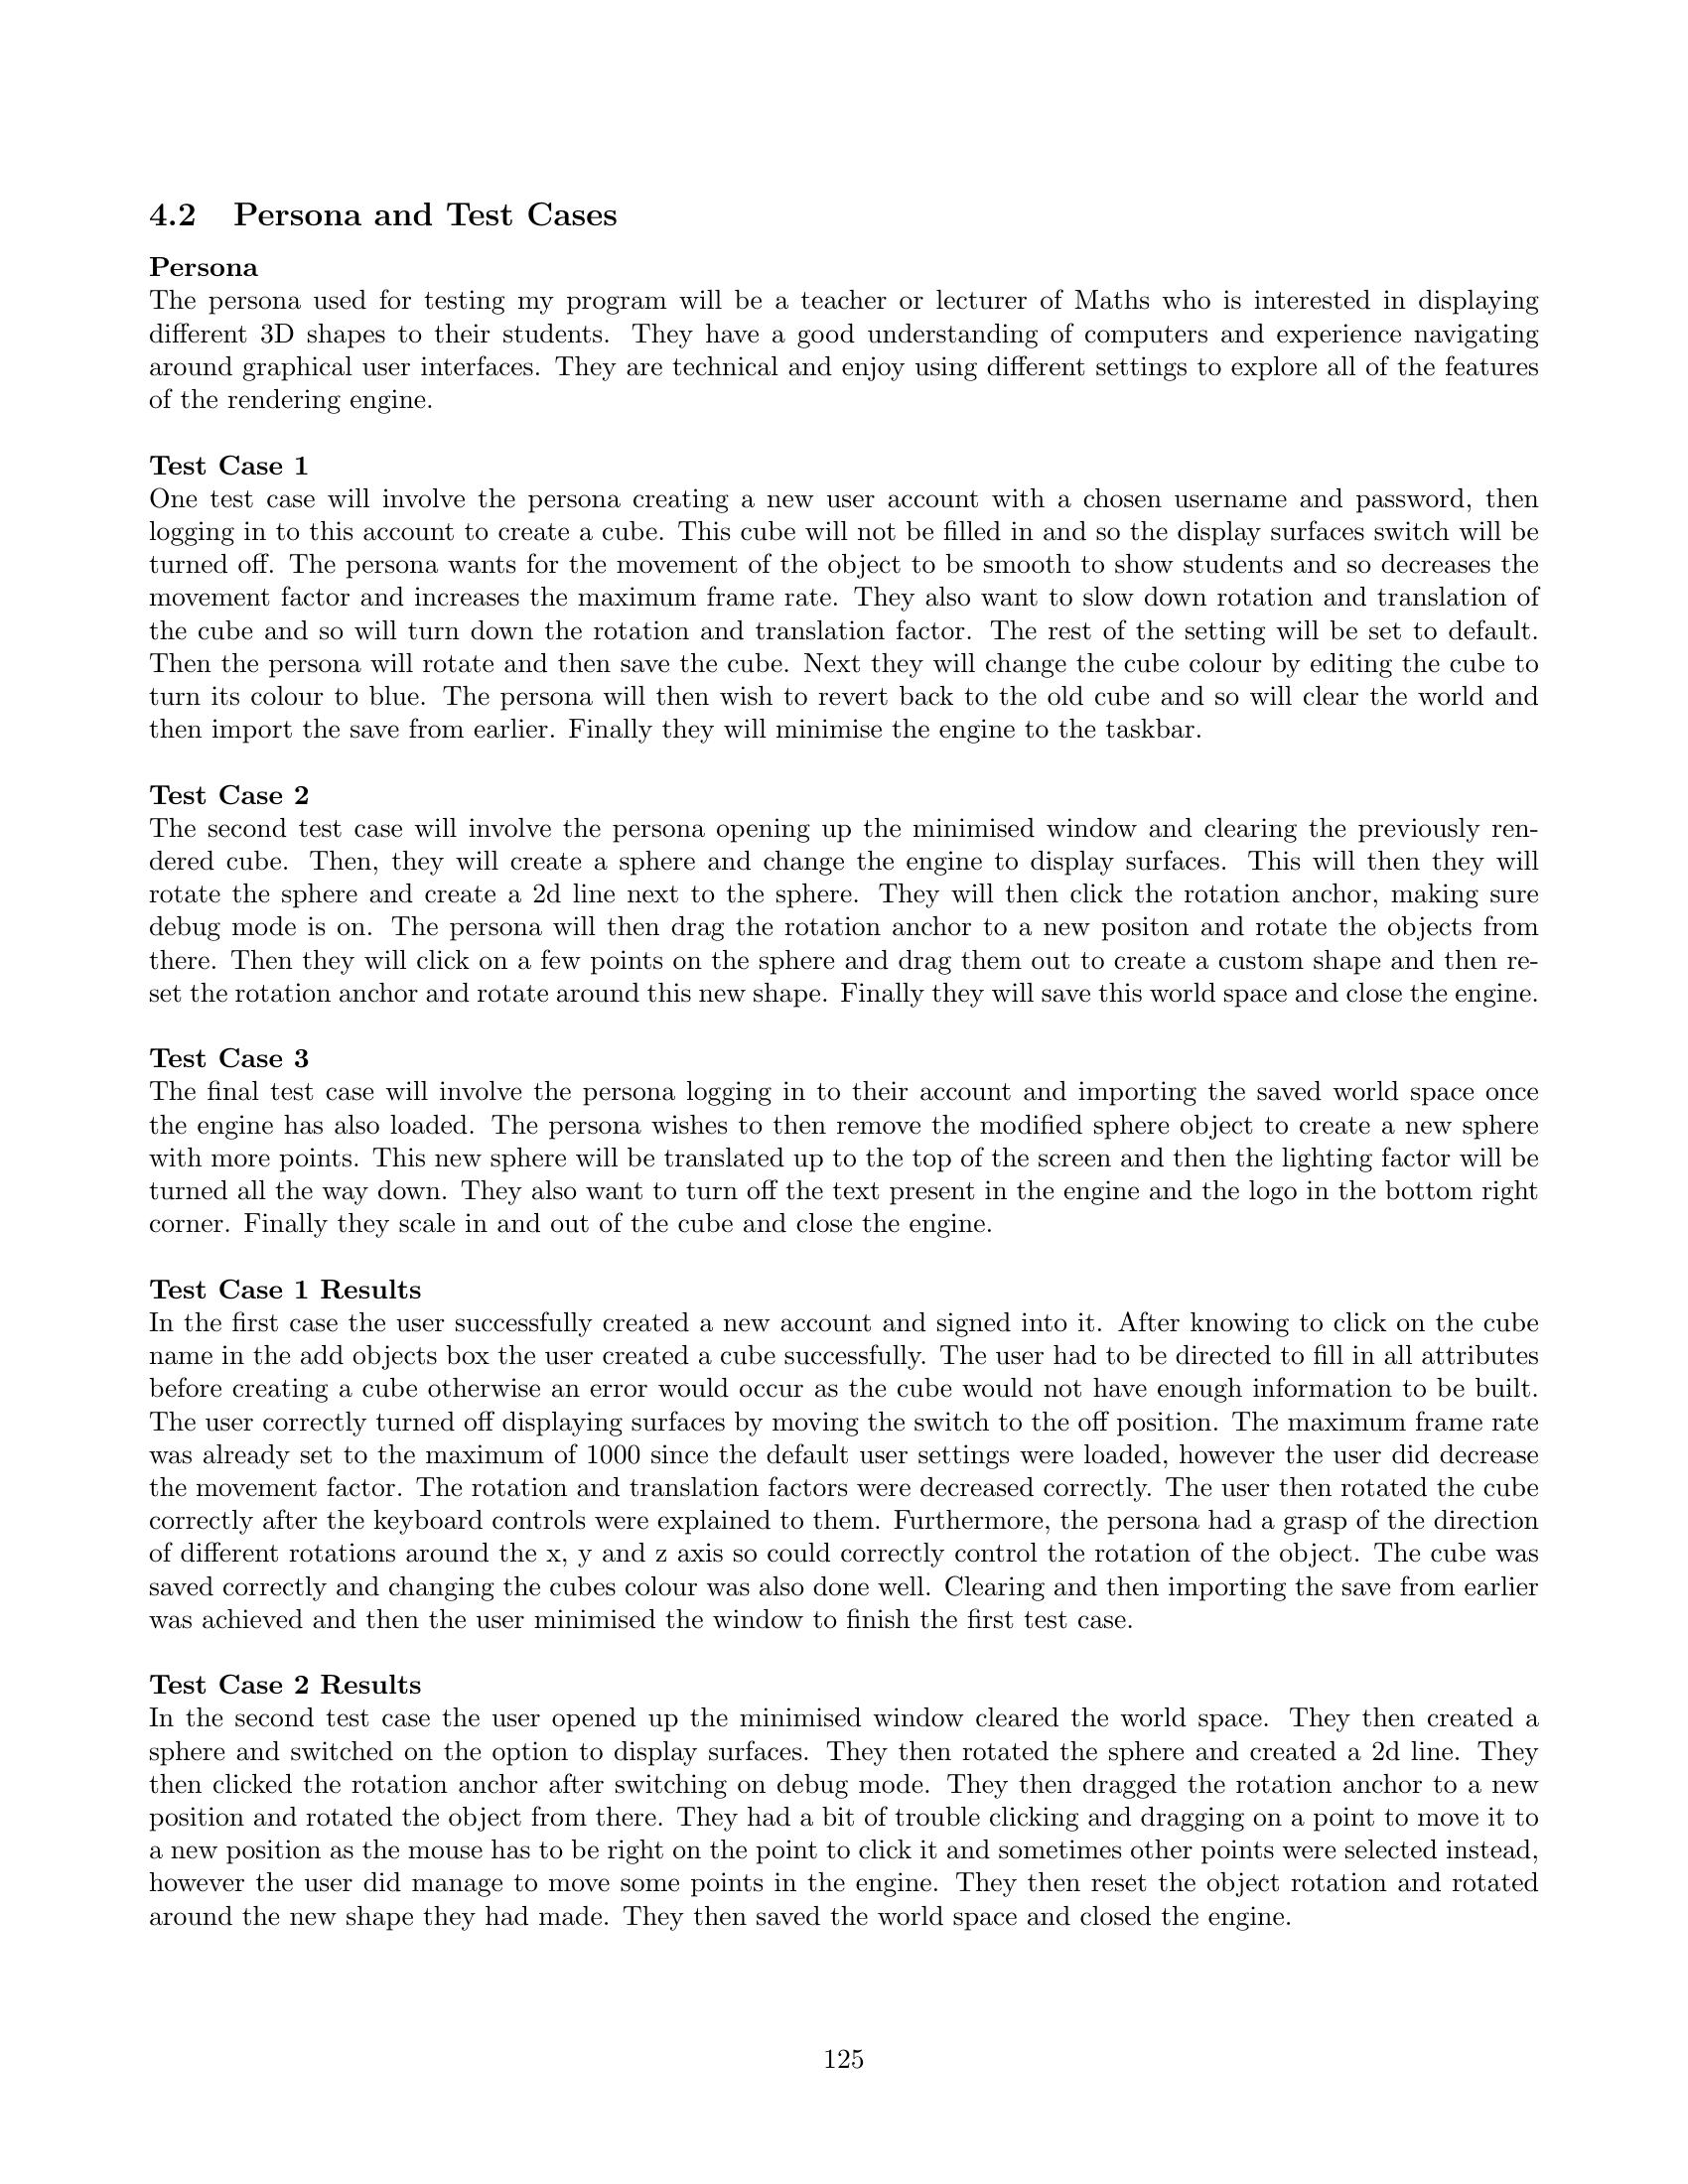 4.2 Persona and Test Cases
Persona
The persona used for testing my program will be a teacher or lecturer of Maths who is interested in displaying
different 3D shapes to their students. They have a good understanding of computers and experience navigating
around graphical user interfaces. They are technical and enjoy using different settings to explore all of the features
of the rendering engine.
Test Case 1
One test case will involve the persona creating a new user account with a chosen username and password, then
logging in to this account to create a cube. This cube will not be filled in and so the display surfaces switch will be
turned off. The persona wants for the movement of the object to be smooth to show students and so decreases the
movement factor and increases the maximum frame rate. They also want to slow down rotation and translation of
the cube and so will turn down the rotation and translation factor. The rest of the setting will be set to default.
Then the persona will rotate and then save the cube. Next they will change the cube colour by editing the cube to
turn its colour to blue. The persona will then wish to revert back to the old cube and so will clear the world and
then import the save from earlier. Finally they will minimise the engine to the taskbar.
Test Case 2
The second test case will involve the persona opening up the minimised window and clearing the previously ren-
dered cube. Then, they will create a sphere and change the engine to display surfaces. This will then they will
rotate the sphere and create a 2d line next to the sphere. They will then click the rotation anchor, making sure
debug mode is on. The persona will then drag the rotation anchor to a new positon and rotate the objects from
there. Then they will click on a few points on the sphere and drag them out to create a custom shape and then re-
set the rotation anchor and rotate around this new shape. Finally they will save this world space and close the engine.
Test Case 3
The final test case will involve the persona logging in to their account and importing the saved world space once
the engine has also loaded. The persona wishes to then remove the modified sphere object to create a new sphere
with more points. This new sphere will be translated up to the top of the screen and then the lighting factor will be
turned all the way down. They also want to turn off the text present in the engine and the logo in the bottom right
corner. Finally they scale in and out of the cube and close the engine.
Test Case 1 Results
In the first case the user successfully created a new account and signed into it. After knowing to click on the cube
name in the add objects box the user created a cube successfully. The user had to be directed to fill in all attributes
before creating a cube otherwise an error would occur as the cube would not have enough information to be built.
The user correctly turned off displaying surfaces by moving the switch to the off position. The maximum frame rate
was already set to the maximum of 1000 since the default user settings were loaded, however the user did decrease
the movement factor. The rotation and translation factors were decreased correctly. The user then rotated the cube
correctly after the keyboard controls were explained to them. Furthermore, the persona had a grasp of the direction
of different rotations around the x, y and z axis so could correctly control the rotation of the object. The cube was
saved correctly and changing the cubes colour was also done well. Clearing and then importing the save from earlier
was achieved and then the user minimised the window to finish the first test case.
Test Case 2 Results
In the second test case the user opened up the minimised window cleared the world space. They then created a
sphere and switched on the option to display surfaces. They then rotated the sphere and created a 2d line. They
then clicked the rotation anchor after switching on debug mode. They then dragged the rotation anchor to a new
position and rotated the object from there. They had a bit of trouble clicking and dragging on a point to move it to
a new position as the mouse has to be right on the point to click it and sometimes other points were selected instead,
however the user did manage to move some points in the engine. They then reset the object rotation and rotated
around the new shape they had made. They then saved the world space and closed the engine.
125